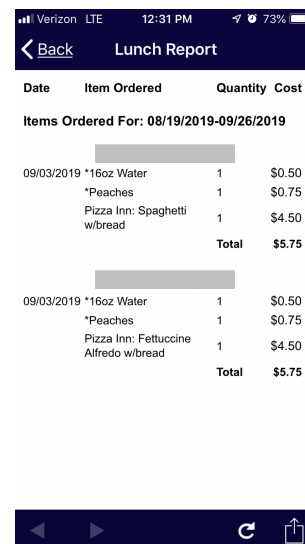 Verizon LTE 12:31 PM 73%
Back Lunch Report
Date Item Ordered Quantity Cost
Items Ordered For: 08/19/2019-09/26/2019
09/03/2019 *16oz Water 1 $0.50
*Peaches 1 $0.75
Pizza Inn: Spaghetti
w/bread 1 $4.50
Total $5.75
09/03/2019 *16oz Water 1 $0.50
*Peaches 1 $0.75
Pizza Inn: Fettuccine
Alfredo w/bread 1 $4.50
Total $5.75